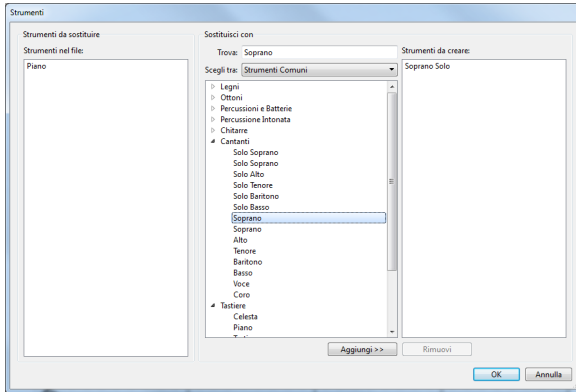 Strumenti
Strumenti da sostituire
Strumenti nel file:
Piano
Sostituisci con
Trova: Soprano
Scegli tra: Strumenti Comuni
Legni
Ottoni
Percussioni e Batterie
Percussione Intonata
Chitarre
Cantanti
Solo Soprano
Solo Soprano
Solo Alto
Solo Tenore
Solo Baritono
Solo Basso
Soprano
Soprano
Alto
Tenore
Baritono
Basso
Voce
Coro
Tastiere
Celesta
Piano
Aggiungi >>
Strumenti da creare:
Soprano Solo
Rimuovi
OK
Annulla